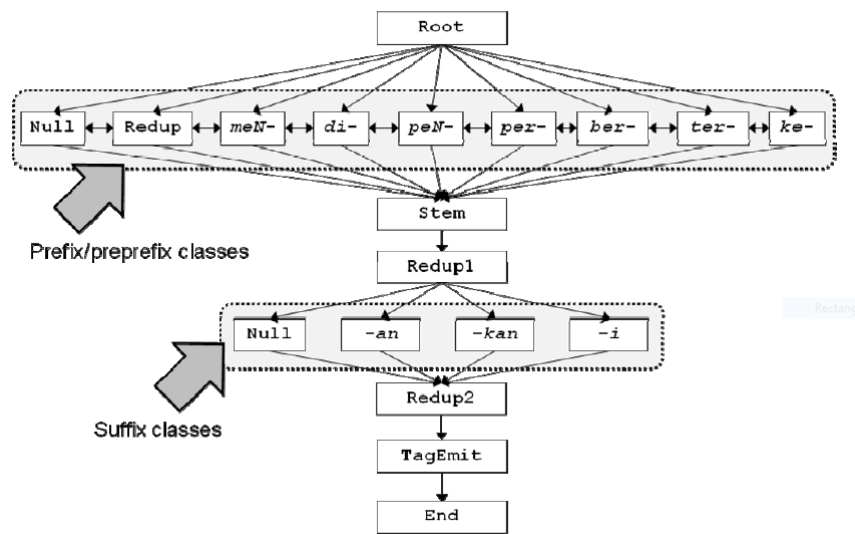 Root
Null Redup meN- di- peN- per- ber- ter- ke-
Stem
Prefix/preprefix classes
Redup1
Rectang
Null -an -kan -i
Redup2
Suffix classes
TagEmit
End